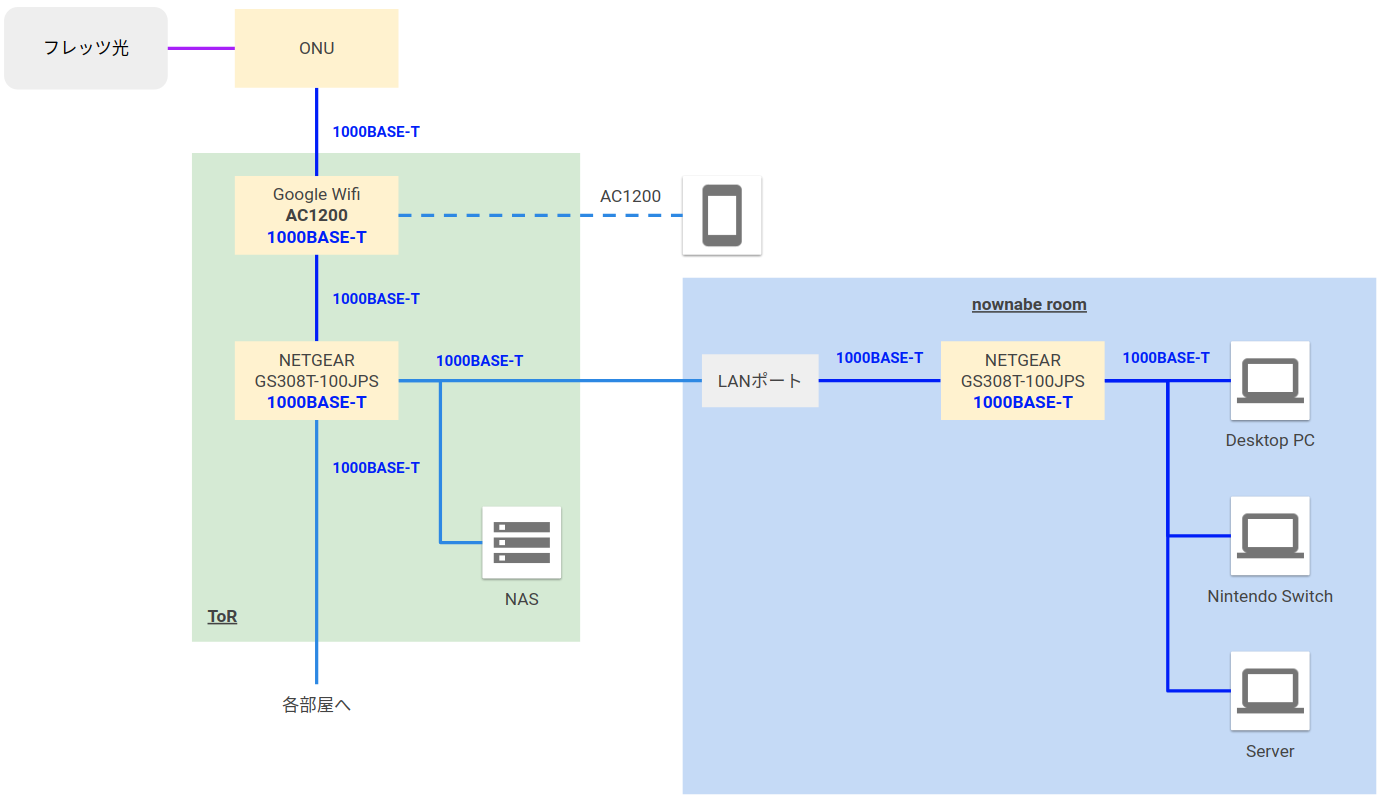 フレッツ光
ONU
1000BASE-T
Google Wifi
AC1200
1000BASE-T
AC1200
1000BASE-T
nownabe room
NETGEAR
GS308T-100JPS
1000BASE-T
1000BASE-T
LANポート
1000BASE-T
NETGEAR
GS308T-100JPS
1000BASE-T
1000BASE-T
Desktop PC
1000BASE-T
NAS
Nintendo Switch
ToR
各部屋へ
Server